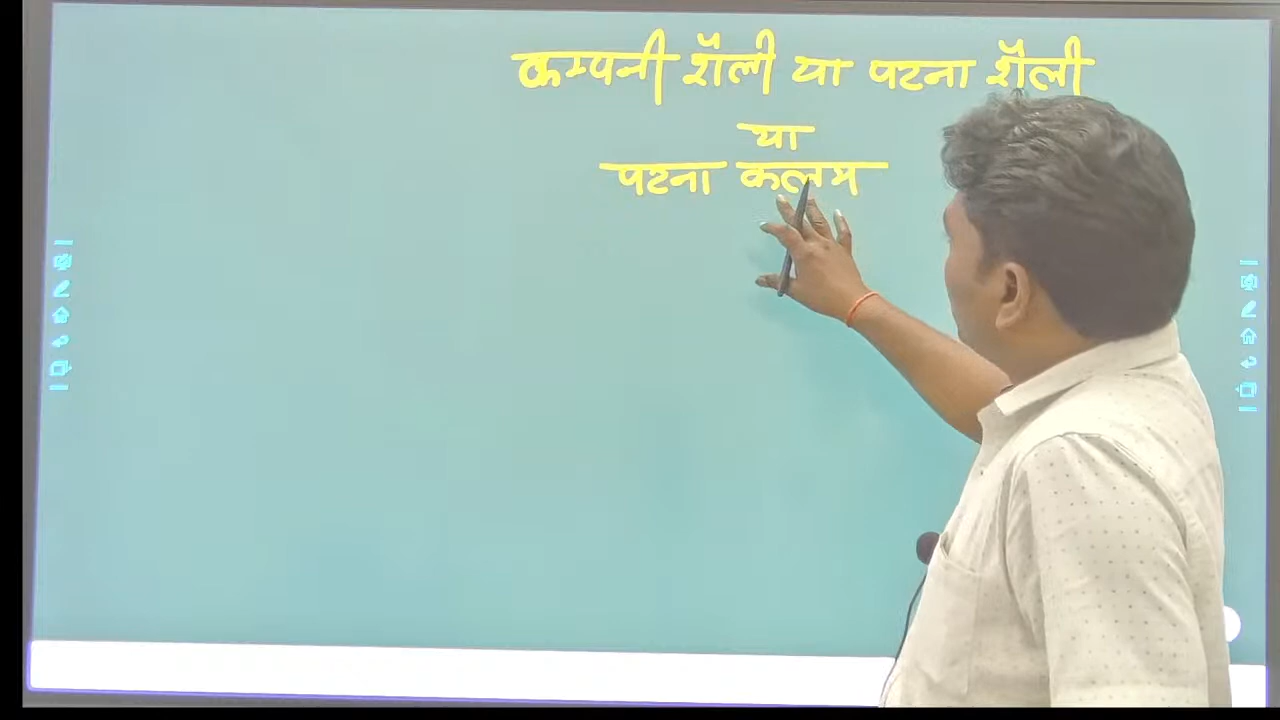 कम्पनी शैली या पटना शैली
या
पटना कलम